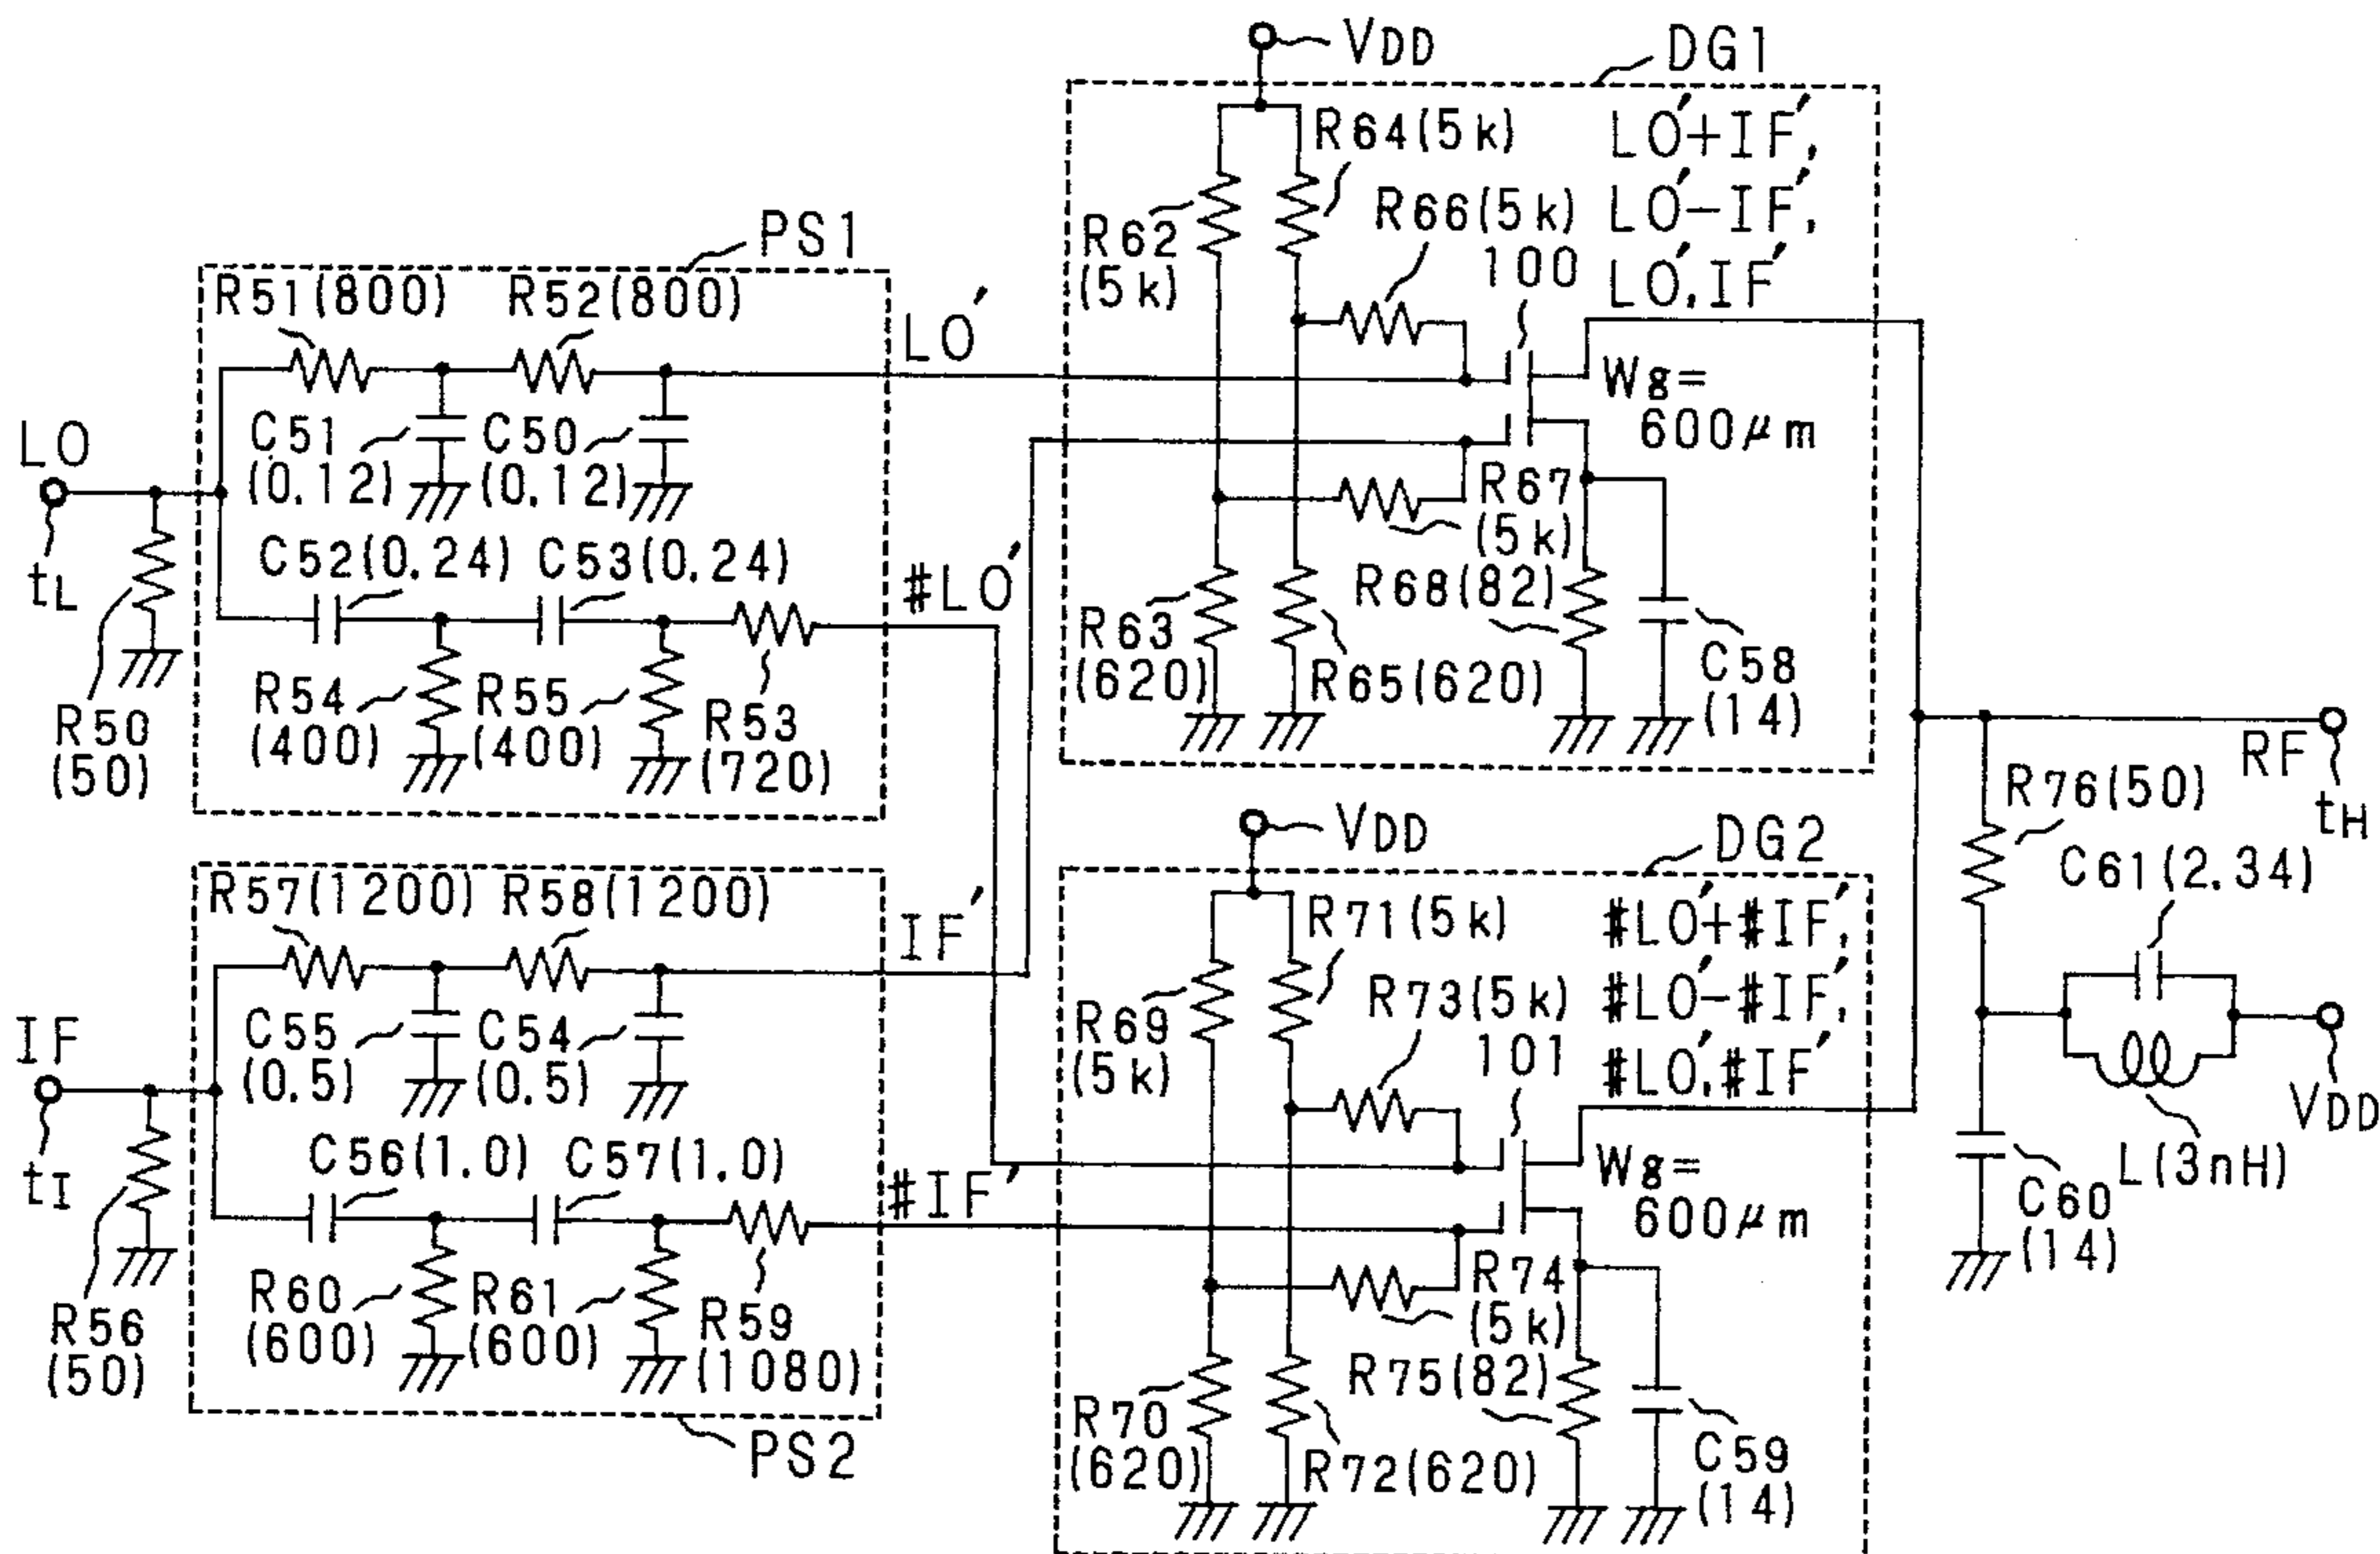 VDD
DG1
R64(5k)
LO'+IF',
R66(5k)
LO'-IF',
R62
(5k)
100
LO',IF'
PS1
R51(800)
R52(800)
LO'
Wg=
600μm
C51
(0.12)
C50
(0.12)
LO
tL
R67
(5k)
C52(0.24)
C53(0.24)
#LO'
R68(82)
R63
(620)
R65(620)
C58
(14)
R54
(400)
R55
(400)
R53
(720)
R50
(50)
RF
tH
R76(50)
VDD
DG2
C61(2.34)
R57(1200)
R58(1200)
IF'
R71(5k)
#LO'+#IF',
R73(5k)
#LO'-#IF',
R69
(5k)
101
#LO',#IF'
C55
(0.5)
C54
(0.5)
IF
tI
VDD
C56(1.0)
C57(1.0)
#IF'
Wg=
600μm
L(3nH)
C60
(14)
R74
(5k)
R60
(600)
R61
(600)
R59
(1080)
R56
(50)
R75(82)
R70
(620)
R72(620)
C59
(14)
PS2